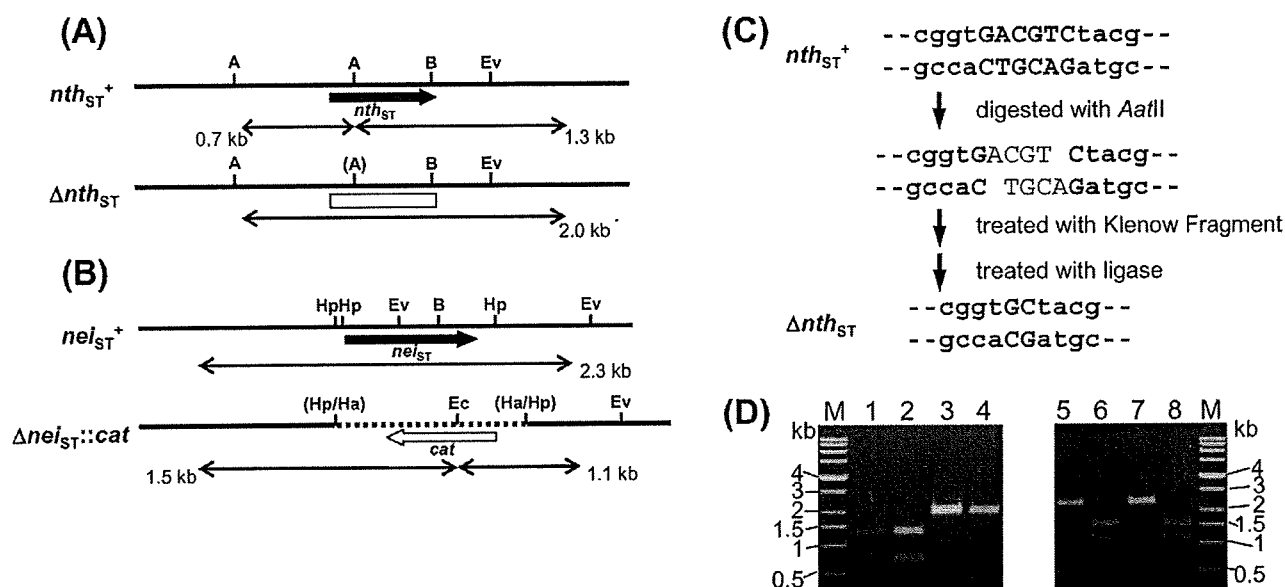 (A)
A A B Ev
nthST+
nthST
0.7 kb 1.3 kb
A (A) B Ev
ΔnthST
2.0 kb
(B)
HpHp Ev B Hp Ev
neiST+
neiST
2.3 kb
(Hp/Ha) Ec (Ha/Hp) Ev
ΔneiST::cat
cat
1.5 kb 1.1 kb
(C)
nthST+
--cggtGACGTCtacg--
--gccaCTGCAGatgc--
digested with AatII
--cggtGACGT Ctacg--
--gccaC TGCAGatgc--
treated with Klenow Fragment
treated with ligase
ΔnthST
--cggtGCtacg--
--gccaCGatgc--
(D)
M 1 2 3 4 5 6 7 8 M
kb kb
4 4
3 3
2 2
1.5 1.5
1 1
0.5 0.5